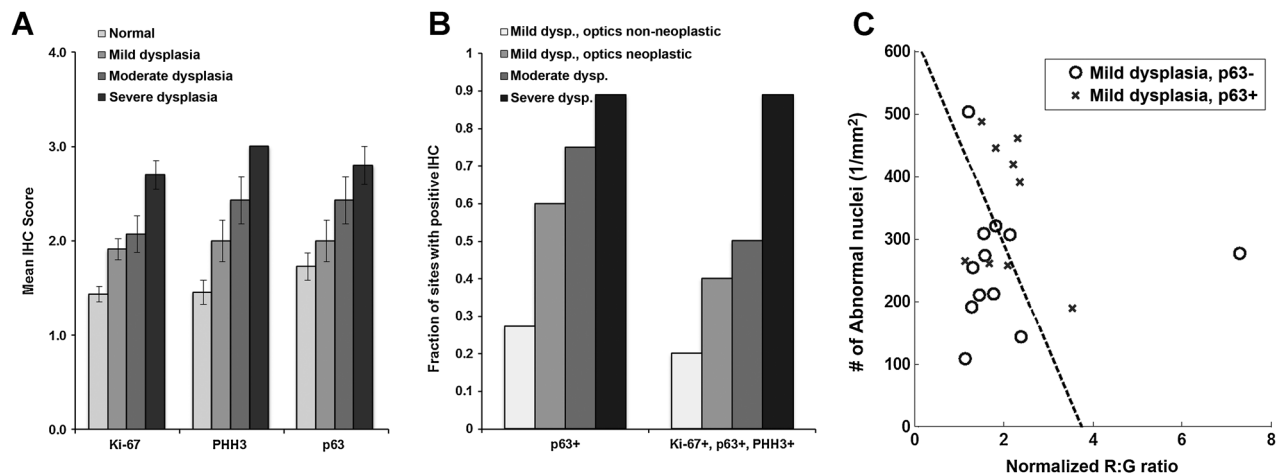 A
Normal
Mild dysplasia
Moderate dysplasia
Severe dysplasia
4.0
3.0
2.0
1.0
0.0
Mean IHC Score
Ki-67
PHH3
p63
B
Mild dysp., optics non-neoplastic
Mild dysp., optics neoplastic
Moderate dysp.
Severe dysp.
1
0.9
0.8
0.7
0.6
0.5
0.4
0.3
0.2
0.1
0
Fraction of sites with positive IHC
p63+
Ki-67+, p63+, PHH3+
C
Mild dysplasia, p63-
Mild dysplasia, p63+
600
500
400
300
200
100
0
# of Abnormal nuclei (1/mm²)
0
2
4
6
8
Normalized R:G ratio